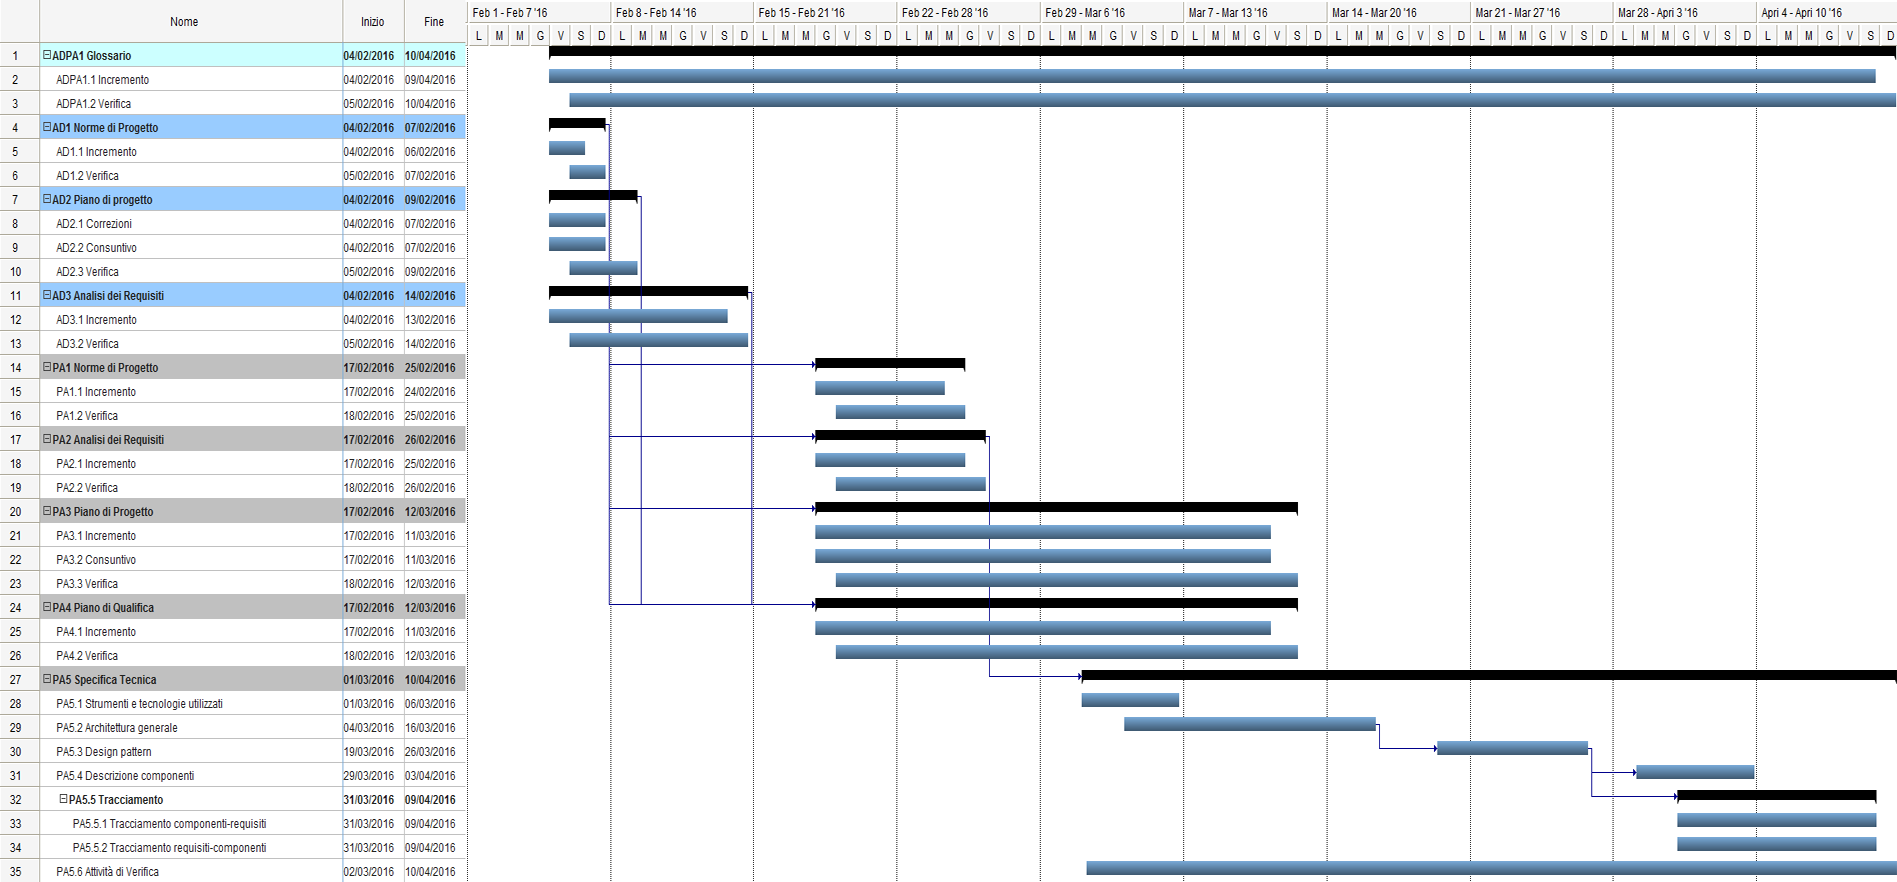 Nome Inizio Fine Feb 1 - Feb 7 '16 Feb 8 - Feb 14 '16 Feb 15 - Feb 21 '16 Feb 22 - Feb 28 '16 Feb 29 - Mar 6 '16 Mar 7 - Mar 13 '16 Mar 14 - Mar 20 '16 Mar 21 - Mar 27 '16 Mar 28 - Apri 3 '16 Apri 4 - Apri 10 '16
L M M G V S D L M M G V S D L M M G V S D L M M G V S D L M M G V S D L M M G V S D L M M G V S D L M M G V S D L M M G V S D L M M G V S D
1 ADPA1 Glossario 04/02/2016 10/04/2016
2 ADPA1.1 Incremento 04/02/2016 09/04/2016
3 ADPA1.2 Verifica 05/02/2016 10/04/2016
4 AD1 Norme di Progetto 04/02/2016 07/02/2016
5 AD1.1 Incremento 04/02/2016 06/02/2016
6 AD1.2 Verifica 05/02/2016 07/02/2016
7 AD2 Piano di progetto 04/02/2016 09/02/2016
8 AD2.1 Correzioni 04/02/2016 07/02/2016
9 AD2.2 Consuntivo 04/02/2016 07/02/2016
10 AD2.3 Verifica 05/02/2016 09/02/2016
11 AD3 Analisi dei Requisiti 04/02/2016 14/02/2016
12 AD3.1 Incremento 04/02/2016 13/02/2016
13 AD3.2 Verifica 05/02/2016 14/02/2016
14 PA1 Norme di Progetto 17/02/2016 25/02/2016
15 PA1.1 Incremento 17/02/2016 24/02/2016
16 PA1.2 Verifica 18/02/2016 25/02/2016
17 PA2 Analisi dei Requisiti 17/02/2016 26/02/2016
18 PA2.1 Incremento 17/02/2016 25/02/2016
19 PA2.2 Verifica 18/02/2016 26/02/2016
20 PA3 Piano di Progetto 17/02/2016 12/03/2016
21 PA3.1 Incremento 17/02/2016 11/03/2016
22 PA3.2 Consuntivo 17/02/2016 11/03/2016
23 PA3.3 Verifica 18/02/2016 12/03/2016
24 PA4 Piano di Qualifica 17/02/2016 12/03/2016
25 PA4.1 Incremento 17/02/2016 11/03/2016
26 PA4.2 Verifica 18/02/2016 12/03/2016
27 PA5 Specifica Tecnica 01/03/2016 10/04/2016
28 PA5.1 Strumenti e tecnologie utilizzati 01/03/2016 06/03/2016
29 PA5.2 Architettura generale 04/03/2016 16/03/2016
30 PA5.3 Design pattern 19/03/2016 26/03/2016
31 PA5.4 Descrizione componenti 29/03/2016 03/04/2016
32 PA5.5 Tracciamento 31/03/2016 09/04/2016
33 PA5.5.1 Tracciamento componenti-requisiti 31/03/2016 09/04/2016
34 PA5.5.2 Tracciamento requisiti-componenti 31/03/2016 09/04/2016
35 PA5.6 Attività di Verifica 02/03/2016 10/04/2016